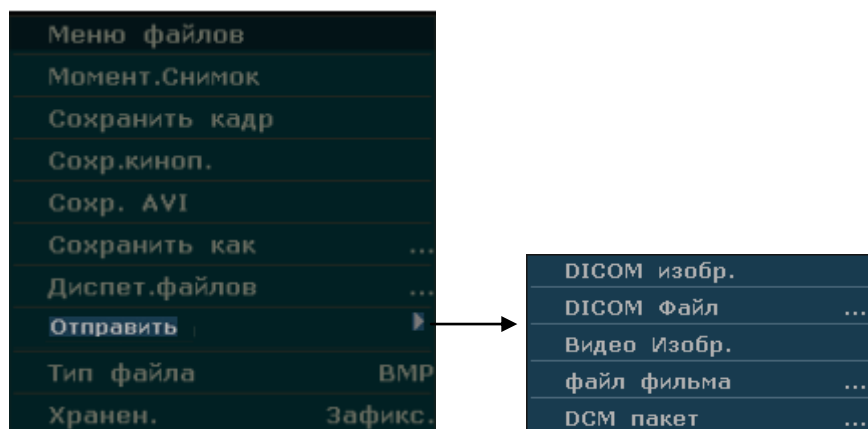 Меню файлов
Момент.Снимок
Сохранить кадр
Сохр.киноп.
Сохр. AVI
Сохранить как ...
Диспет.файлов ...
Отправить
Тип файла BMP
Хранен. Зафикс.
DICOM изобр.
DICOM Файл ...
Видео Изобр.
файл фильма ...
DCM пакет ...